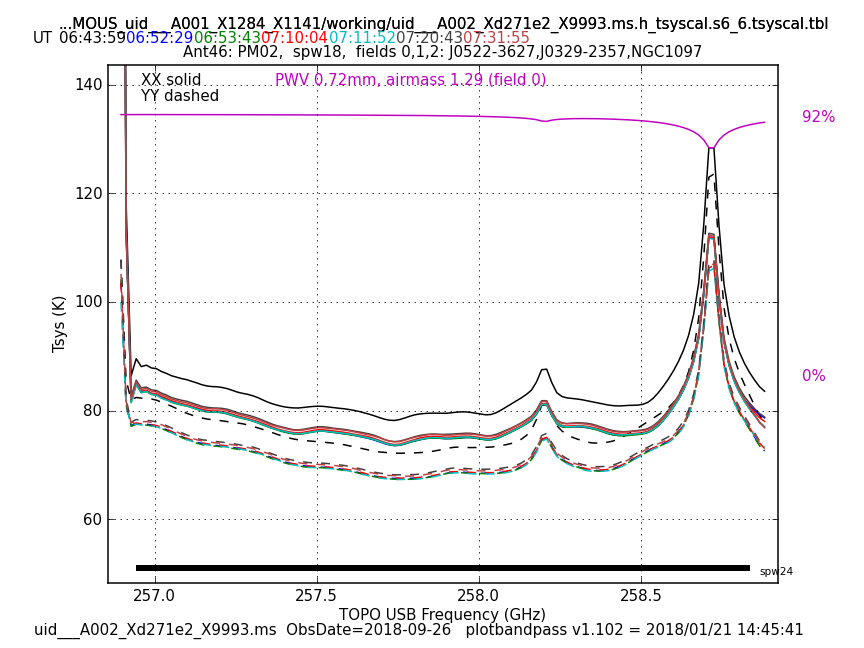 ...MOUS_uid___A001_X1284_X1141/working/uid___A002_Xd271e2_X9993.ms.h_tsyscal.s6_6.tsyscal.tbl
UT 06:43:59 06:52:29 06:53:43 07:10:04 07:11:52 07:20:43 07:31:55
Ant46: PM02, spw18, fields 0,1,2: J0522-3627,J0329-2357,NGC1097
XX solid
PWV 0.72mm, airmass 1.29 (field 0)
YY dashed
140
120
100
80
60
92%
0%
Tsys (K)
spw24
257.0 257.5 258.0 258.5
TOPO USB Frequency (GHz)
uid___A002_Xd271e2_X9993.ms ObsDate=2018-09-26 plotbandpass v1.102 = 2018/01/21 14:45:41